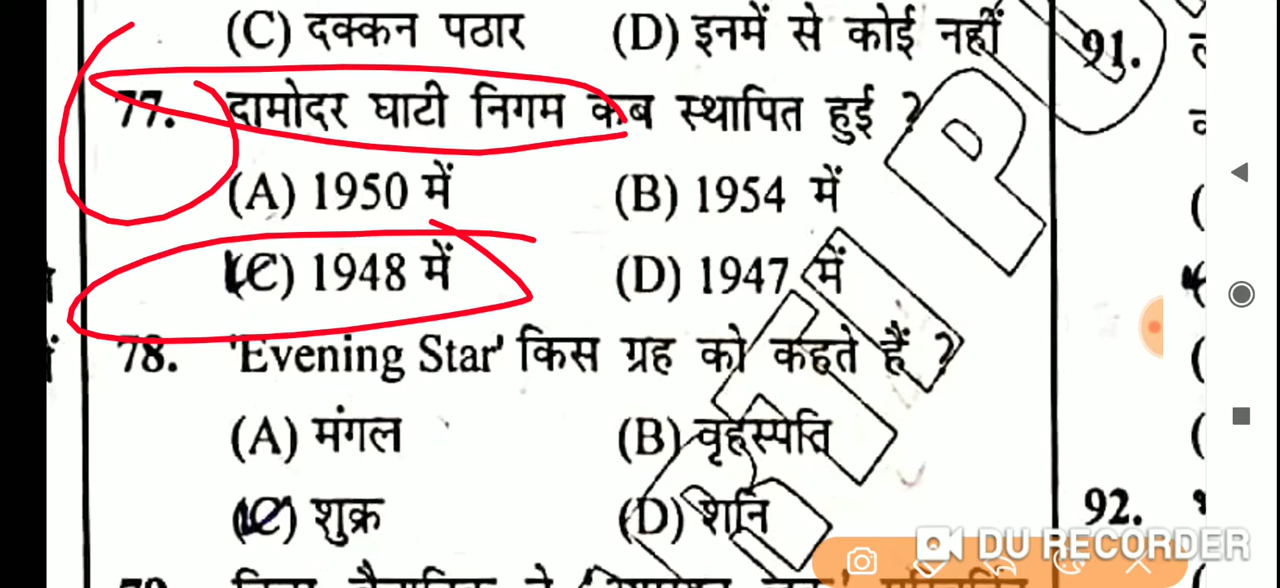 (C) दक्कन पठार (D) इनमें से कोई नहीं
77. दामोदर घाटी निगम कब स्थापित हुई ?
(A) 1950 में (B) 1954 में
(C) 1948 में (D) 1947 में
78. 'Evening Star' किस ग्रह को कहते हैं ?
(A) मंगल (B) वृहस्पति
(C) शुक्र (D) शनि
91.
92.
DU RECORDER